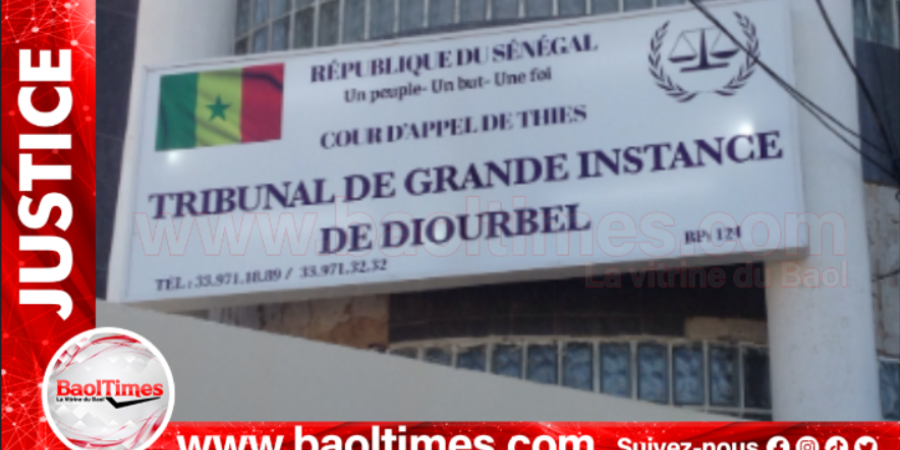 JUSTICE
RÉPUBLIQUE DU SÉNÉGAL
Un peuple- Un but- Une foi
COUR D'APPEL DE THIES
TRIBUNAL DE GRANDE INSTANCE
DE DIOURBEL
BP: 124
TÉL : 33.971.18.89 / 33.971.32.32
www.baoltimes.com
La vitrine du Baol
BaolTimes
La Vitrine du Baol
www.baoltimes.com
Suivez-nous